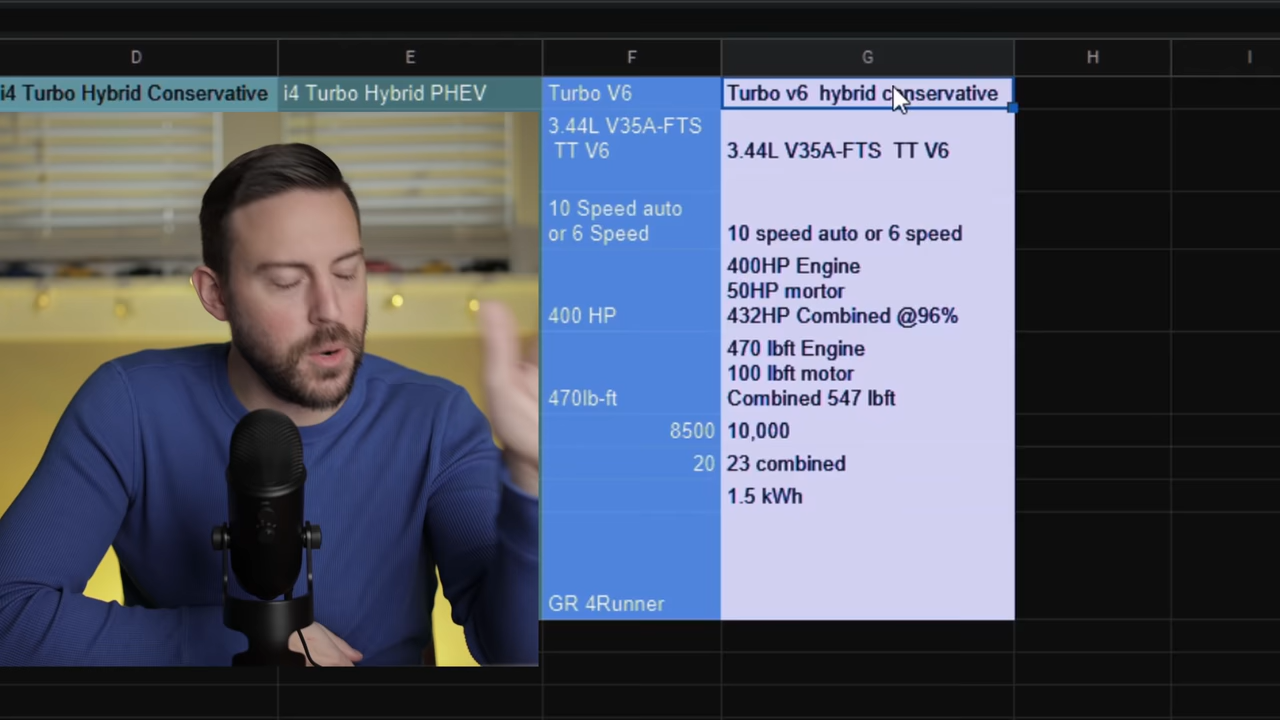 D
E
F
G
H
I
i4 Turbo Hybrid Conservative
i4 Turbo Hybrid PHEV
Turbo V6
Turbo v6 hybrid conservative
3.44L V35A-FTS
TT V6
3.44L V35A-FTS TT V6
10 Speed auto
or 6 Speed
10 speed auto or 6 speed
400 HP
400HP Engine
50HP mortor
432HP Combined @96%
470lb-ft
470 lbft Engine
100 lbft motor
Combined 547 lbft
8500
10,000
20
23 combined
1.5 kWh
GR 4Runner